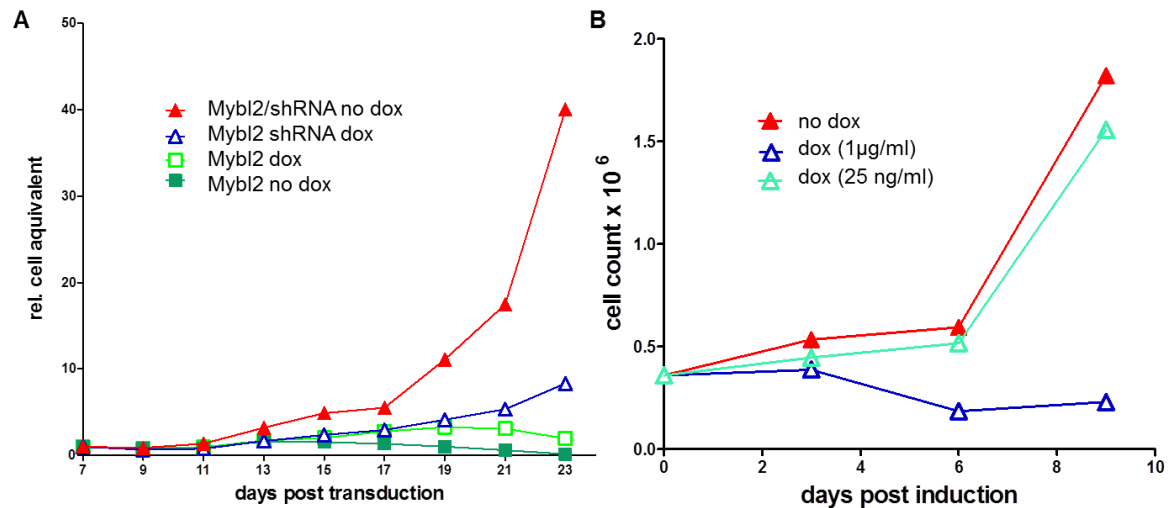 A
50
40
30
20
10
0
rel. cell aquivalent
Mybl2/shRNA no dox
Mybl2 shRNA dox
Mybl2 dox
Mybl2 no dox
7 9 11 13 15 17 19 21 23
days post transduction
B
2.0
1.5
1.0
0.5
0.0
cell count x 10⁶
no dox
dox (1µg/ml)
dox (25 ng/ml)
0 2 4 6 8 10
days post induction